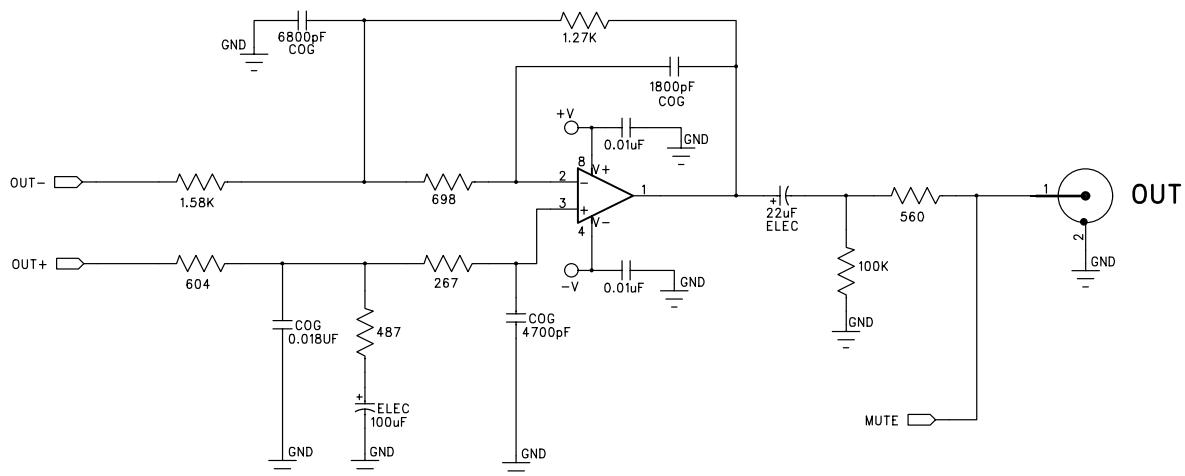 GND
6800pF
COG
1.27K
1800pF
COG
+V
0.01uF
GND
8
V+
OUT-
1.58K
698
2
-
3
+
1
4
V-
-V
0.01uF
GND
+
22uF
ELEC
560
1
OUT
2
GND
100K
GND
OUT+
604
267
COG
0.018UF
487
COG
4700pF
+
ELEC
100uF
MUTE
GND
GND
GND